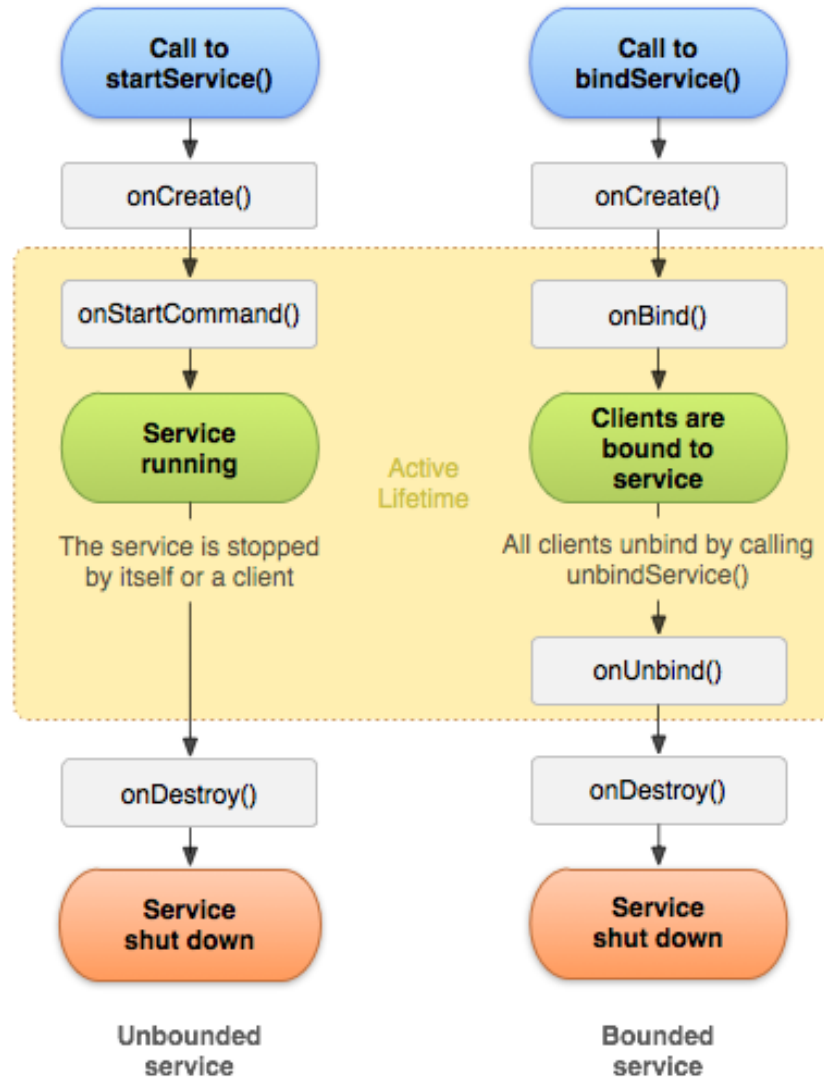 Call to
startService()
onCreate()
onStartCommand()
Service
running
The service is stopped
by itself or a client
onDestroy()
Service
shut down
Unbounded
service
Active
Lifetime
Call to
bindService()
onCreate()
onBind()
Clients are
bound to
service
All clients unbind by calling
unbindService()
onUnbind()
onDestroy()
Service
shut down
Bounded
service